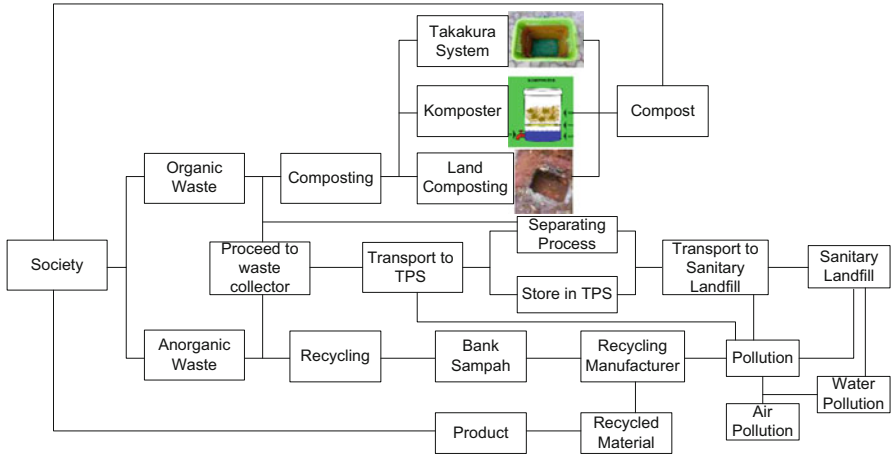 Takakura
System
Komposter
Compost
Organic
Waste
Composting
Land
Composting
Separating
Process
Society
Proceed to
waste
collector
Transport to
TPS
Transport to
Sanitary
Landfill
Sanitary
Landfill
Store in TPS
Anorganic
Waste
Recycling
Bank
Sampah
Recycling
Manufacturer
Pollution
Water
Pollution
Air
Pollution
Product
Recycled
Material